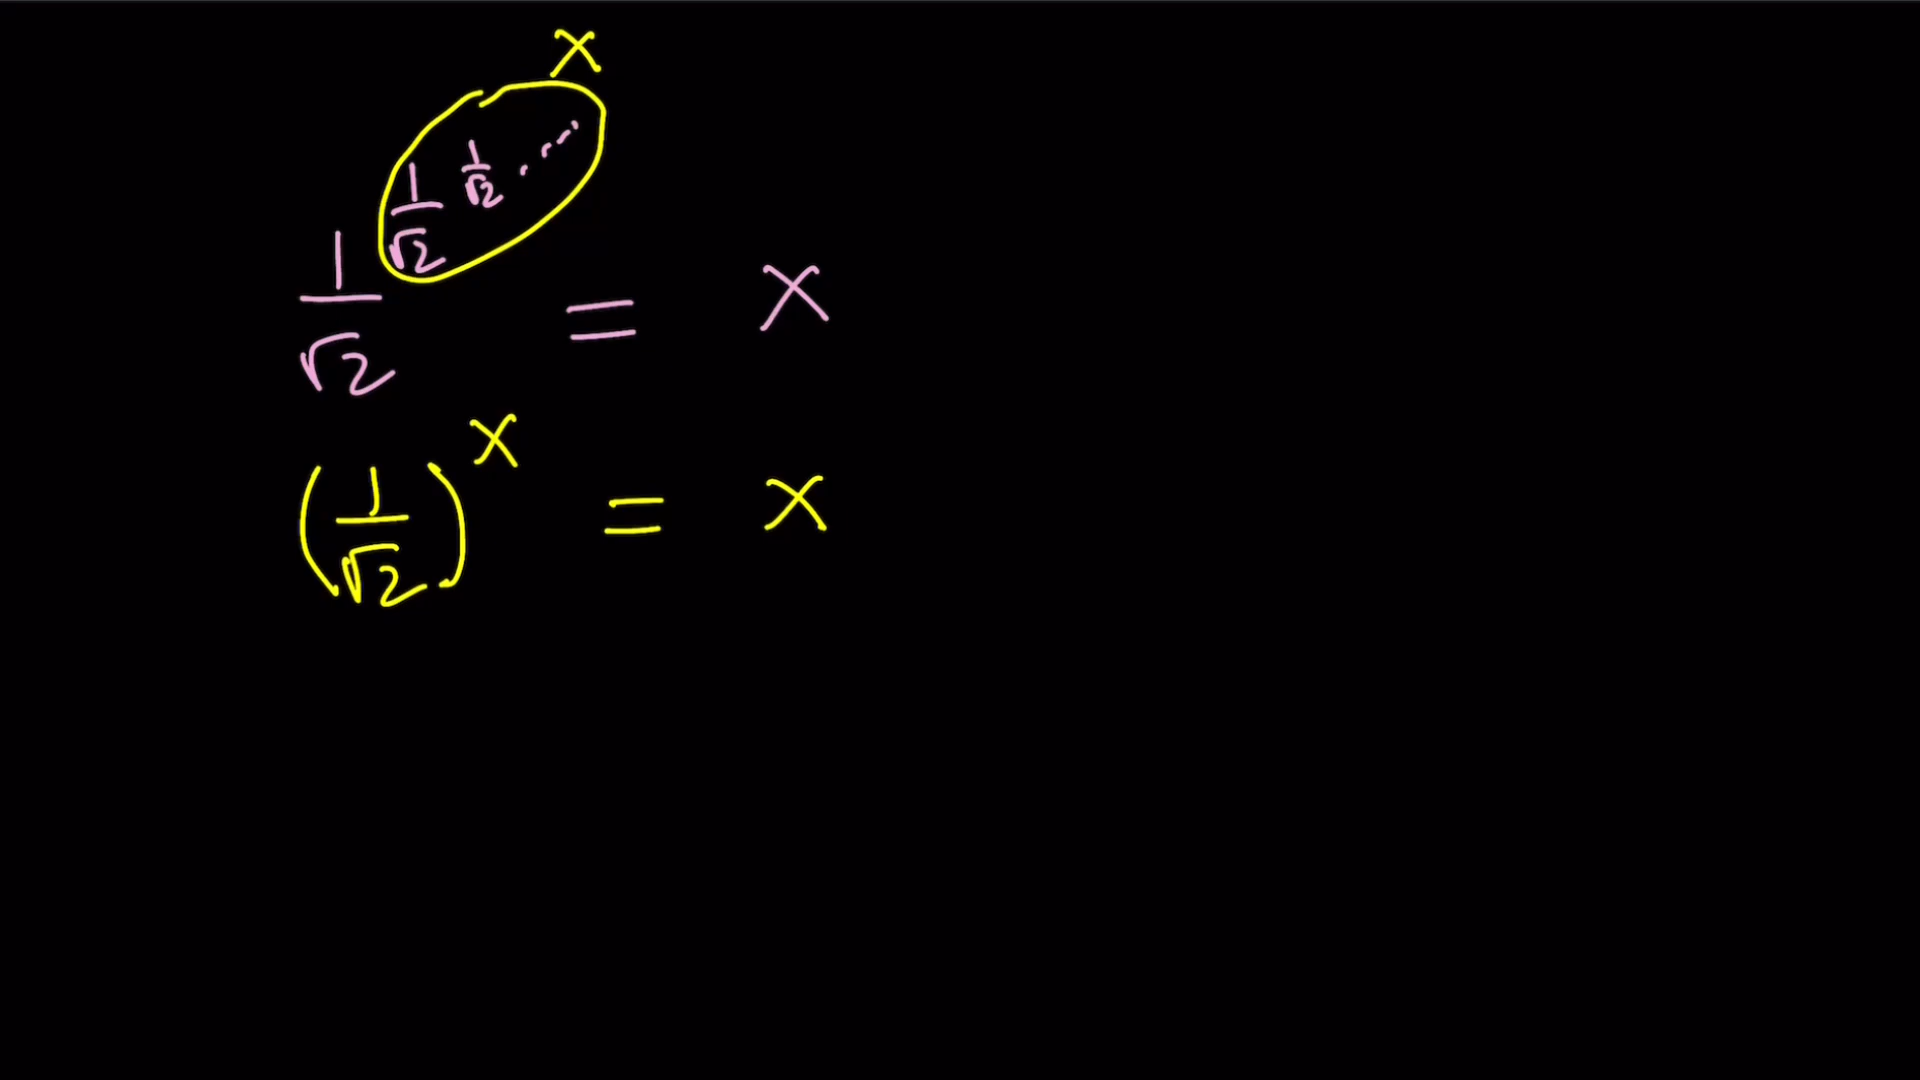 x
1/√2^(1/√2^(1/√2^...)) = x
(1/√2)^x = x